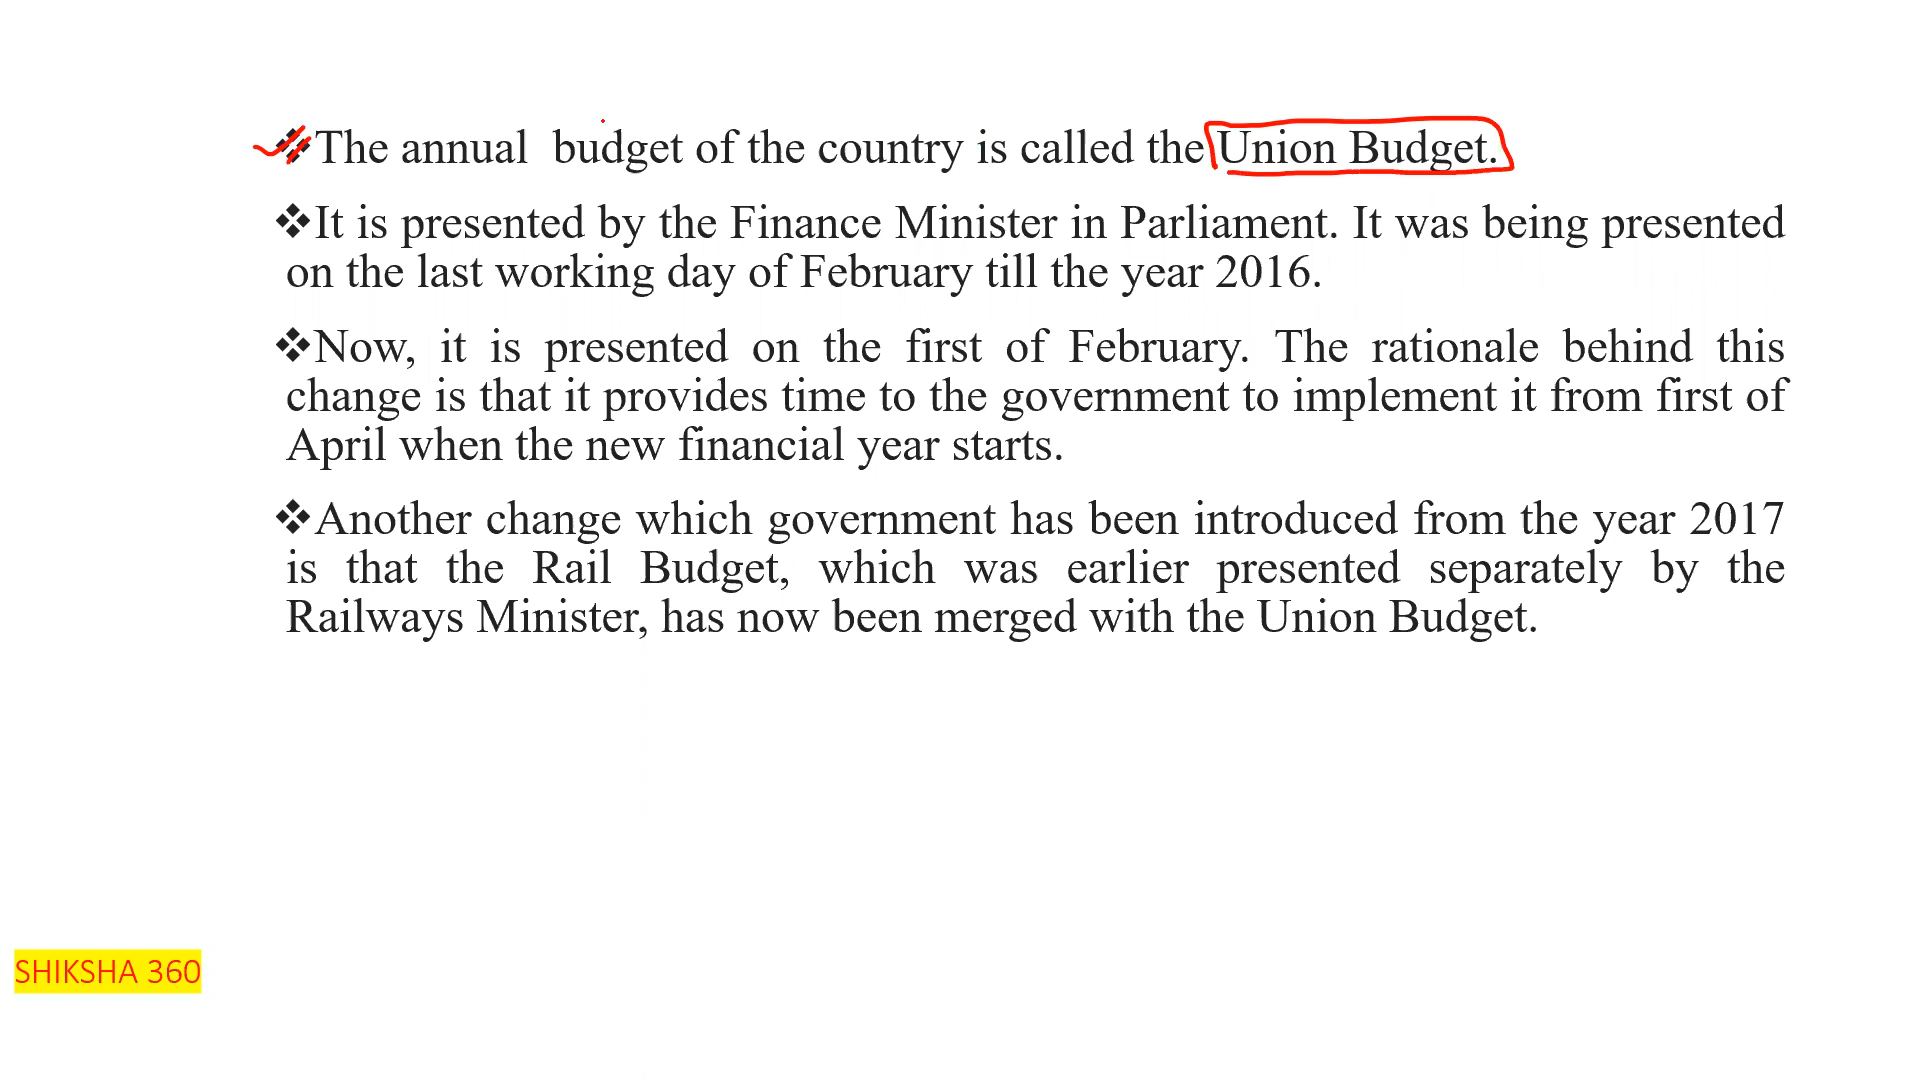 ❖The annual  budget of the country is called the Union Budget.
❖It is presented by the Finance Minister in Parliament. It was being presented
on the last working day of February till the year 2016.
❖Now, it is presented on the first of February. The rationale behind this
change is that it provides time to the government to implement it from first of
April when the new financial year starts.
❖Another change which government has been introduced from the year 2017
is that the Rail Budget, which was earlier presented separately by the
Railways Minister, has now been merged with the Union Budget.
SHIKSHA 360